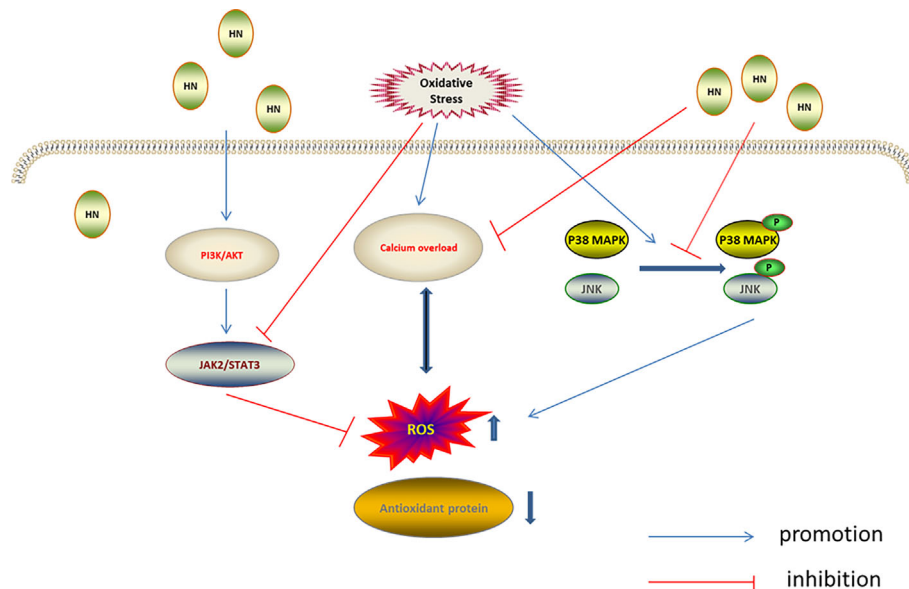 HN
HN
HN
HN
Oxidative
Stress
HN
HN
HN
PI3K/AKT
Calcium overload
P38 MAPK
P38 MAPK
P
P
JNK
JNK
JAK2/STAT3
ROS
Antioxidant protein
promotion
inhibition